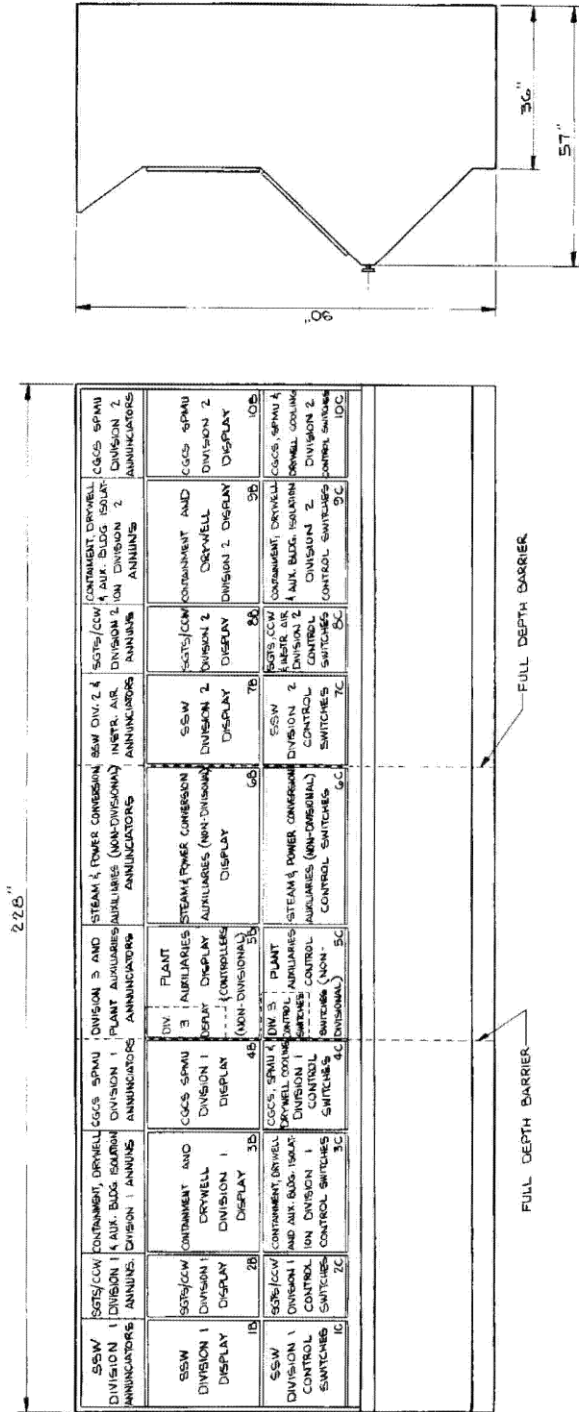 228"
SSW
DIVISION 1
ANNUNCIATORS
SGTS/CCW
DIVISION 1
ANNUNS.
CONTAINMENT, DRYWELL
& AUX. BLDG. ISOLATION
DIVISION 1 ANNUNS
CGCS SPMU
DIVISION 1
ANNUNCIATORS
DIVISION 3 AND
PLANT AUXILIARIES
ANNUNCIATORS
STEAM & POWER CONVERSION
AUXILIARIES (NON-DIVISIONAL)
ANNUNCIATORS
SSW DIV. 2 &
INSTR. AIR
ANNUNCIATORS
SGTS/CCW
DIVISION 2
ANNUNS
CONTAINMENT, DRYWELL
& AUX. BLDG. ISOLAT-
ION DIVISION 2
ANNUNS
CGCS SPMU
DIVISION 2
ANNUNCIATORS
SSW
DIVISION 1
DISPLAY
1B
SGTS/CCW
DIVISION 1
DISPLAY
2B
CONTAINMENT AND
DRYWELL
DIVISION 1
DISPLAY
3B
CGCS SPMU
DIVISION 1
DISPLAY
4B
DIV.
3
DISPLAY
PLANT
AUXILIARIES
DISPLAY
& CONTROLLERS
(NON-DIVISIONAL)
5B
STEAM & POWER CONVERSION
AUXILIARIES (NON-DIVISIONAL)
DISPLAY
6B
SSW
DIVISION 2
DISPLAY
7B
SGTS/CCW
DIVISION 2
DISPLAY
8B
CONTAINMENT AND
DRYWELL
DIVISION 2 DISPLAY
9B
CGCS SPMU
DIVISION 2
DISPLAY
10B
SSW
DIVISION 1
CONTROL
SWITCHES
1C
SGTS/CCW
DIVISION 1
CONTROL
SWITCHES
2C
CONTAINMENT, DRYWELL
AND AUX. BLDG. ISOLAT-
ION DIVISION 1
CONTROL SWITCHES
3C
CGCS, SPMU &
DRYWELL COOLING
DIVISION 1
CONTROL
SWITCHES
4C
DIV. 3
CONTROL
SWITCHES
PLANT
AUXILIARIES
CONTROL
SWITCHES (NON-
DIVISIONAL)
5C
STEAM & POWER CONVERSION
AUXILIARIES (NON-DIVISIONAL)
CONTROL SWITCHES
6C
SSW
DIVISION 2
CONTROL
SWITCHES
7C
SGTS, CCW
& INSTR. AIR
DIVISION 2
CONTROL
SWITCHES
8C
CONTAINMENT, DRYWELL
& AUX. BLDG. ISOLATION
DIVISION 2
CONTROL SWITCHES
9C
CGCS, SPMU &
DRYWELL COOLING
DIVISION 2
CONTROL SWITCHES
10C
FULL DEPTH BARRIER
FULL DEPTH BARRIER
90"
36"
57"